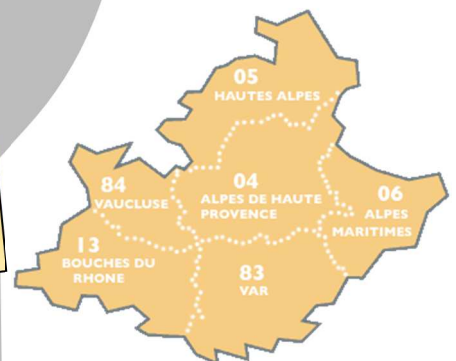 05
HAUTES ALPES
84
VAUCLUSE
04
ALPES DE HAUTE
PROVENCE
06
ALPES
MARITIMES
13
BOUCHES DU
RHONE
83
VAR